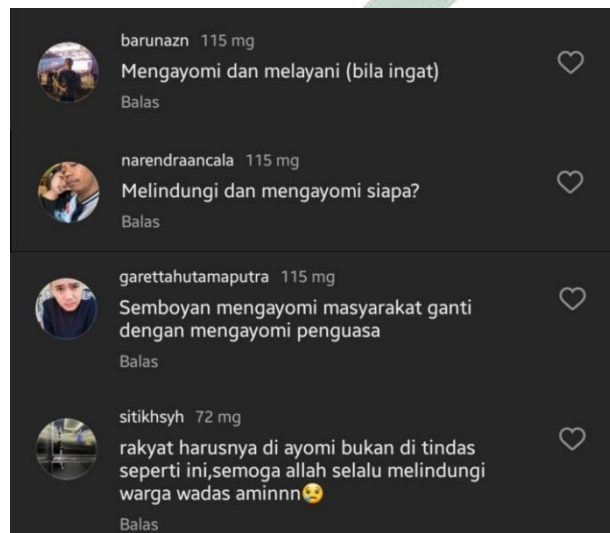 barunazn 115 mg
Mengayomi dan melayani (bila ingat)
Balas
narendraancala 115 mg
Melindungi dan mengayomi siapa?
Balas
garettahutamaputra 115 mg
Semboyan mengayomi masyarakat ganti
dengan mengayomi penguasa
Balas
sitikhsyh 72 mg
rakyat harusnya di ayomi bukan di tindas
seperti ini,semoga allah selalu melindungi
warga wadas aminnn😢
Balas